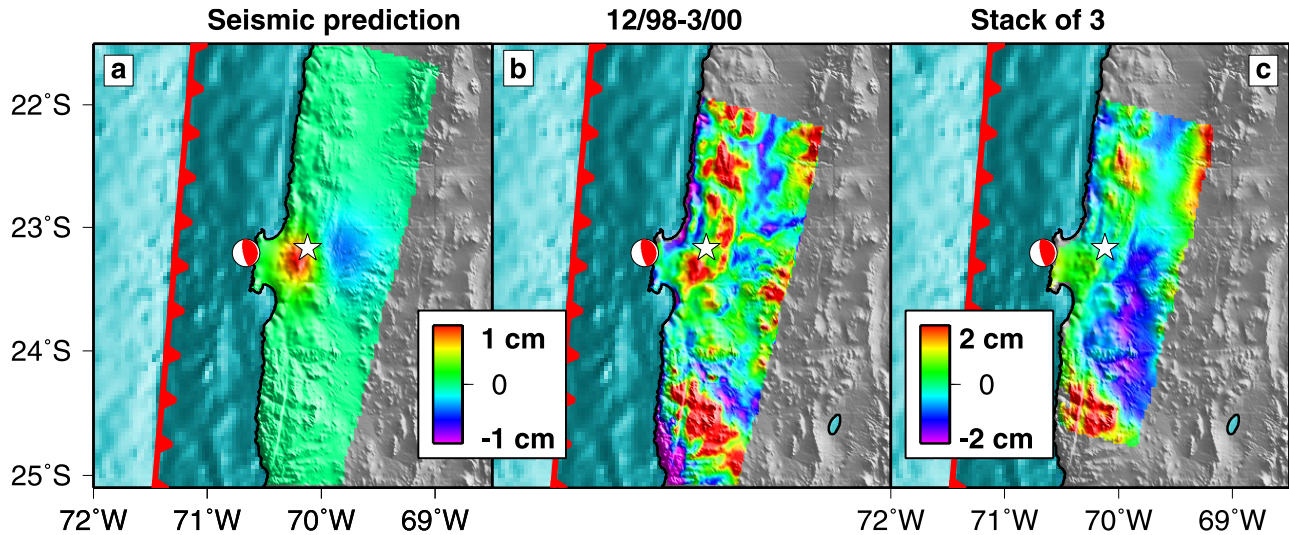 Seismic prediction
12/98-3/00
Stack of 3
a
b
c
22˚S
23˚S
24˚S
25˚S
1 cm
0
-1 cm
2 cm
0
-2 cm
72˚W
71˚W
70˚W
69˚W
72˚W
71˚W
70˚W
69˚W